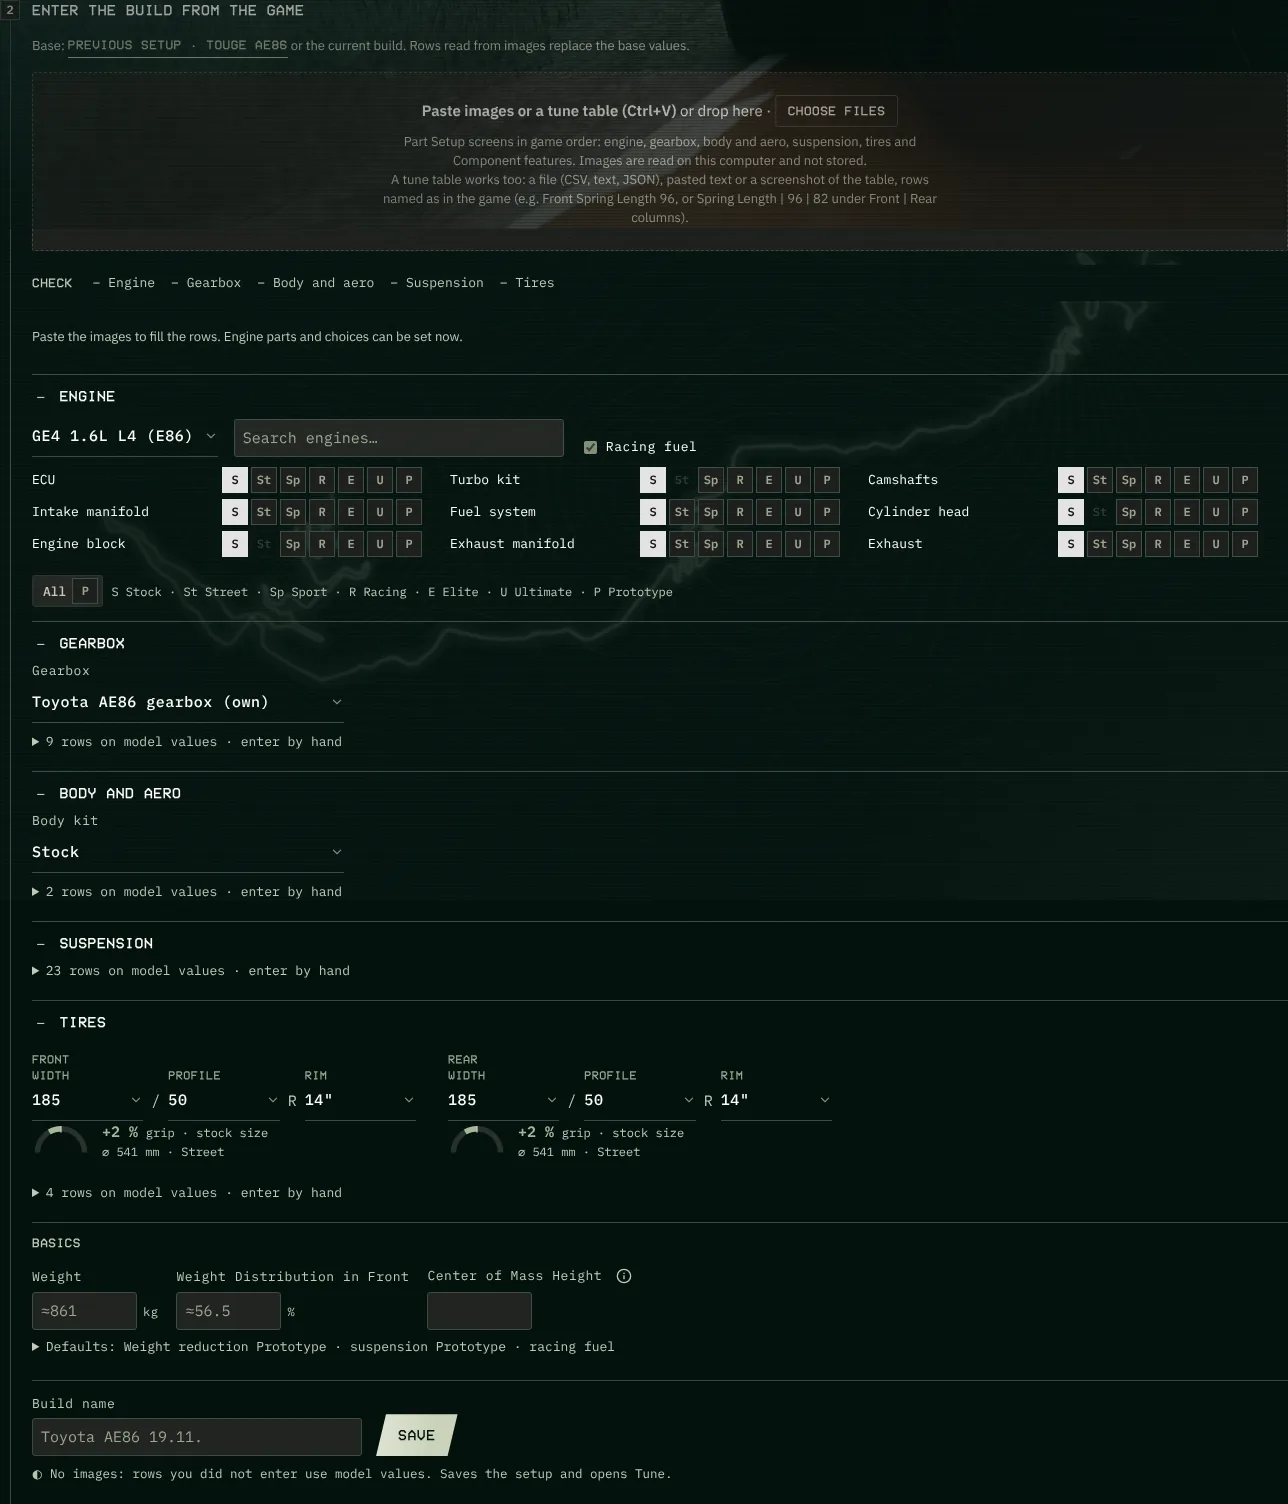 2 ENTER THE BUILD FROM THE GAME
Base: PREVIOUS SETUP · TOUGE AE86 or the current build. Rows read from images replace the base values.
Paste images or a tune table (Ctrl+V) or drop here · CHOOSE FILES
Part Setup screens in game order: engine, gearbox, body and aero, suspension, tires and
Component features. Images are read on this computer and not stored.
A tune table works too: a file (CSV, text, JSON), pasted text or a screenshot of the table, rows
named as in the game (e.g. Front Spring Length 96, or Spring Length | 96 | 82 under Front | Rear
columns).
CHECK – Engine – Gearbox – Body and aero – Suspension – Tires
Paste the images to fill the rows. Engine parts and choices can be set now.
– ENGINE
GE4 1.6L L4 (E86) Search engines… Racing fuel
ECU S St Sp R E U P Turbo kit S St Sp R E U P Camshafts S St Sp R E U P
Intake manifold S St Sp R E U P Fuel system S St Sp R E U P Cylinder head S St Sp R E U P
Engine block S St Sp R E U P Exhaust manifold S St Sp R E U P Exhaust S St Sp R E U P
All P S Stock · St Street · Sp Sport · R Racing · E Elite · U Ultimate · P Prototype
– GEARBOX
Gearbox
Toyota AE86 gearbox (own)
▶ 9 rows on model values · enter by hand
– BODY AND AERO
Body kit
Stock
▶ 2 rows on model values · enter by hand
– SUSPENSION
▶ 23 rows on model values · enter by hand
– TIRES
FRONT REAR
WIDTH PROFILE RIM WIDTH PROFILE RIM
185 / 50 R 14" 185 / 50 R 14"
+2 % grip · stock size +2 % grip · stock size
⌀ 541 mm · Street ⌀ 541 mm · Street
▶ 4 rows on model values · enter by hand
BASICS
Weight Weight Distribution in Front Center of Mass Height
≈861 kg ≈56.5 %
▶ Defaults: Weight reduction Prototype · suspension Prototype · racing fuel
Build name
Toyota AE86 19.11. SAVE
◐ No images: rows you did not enter use model values. Saves the setup and opens Tune.